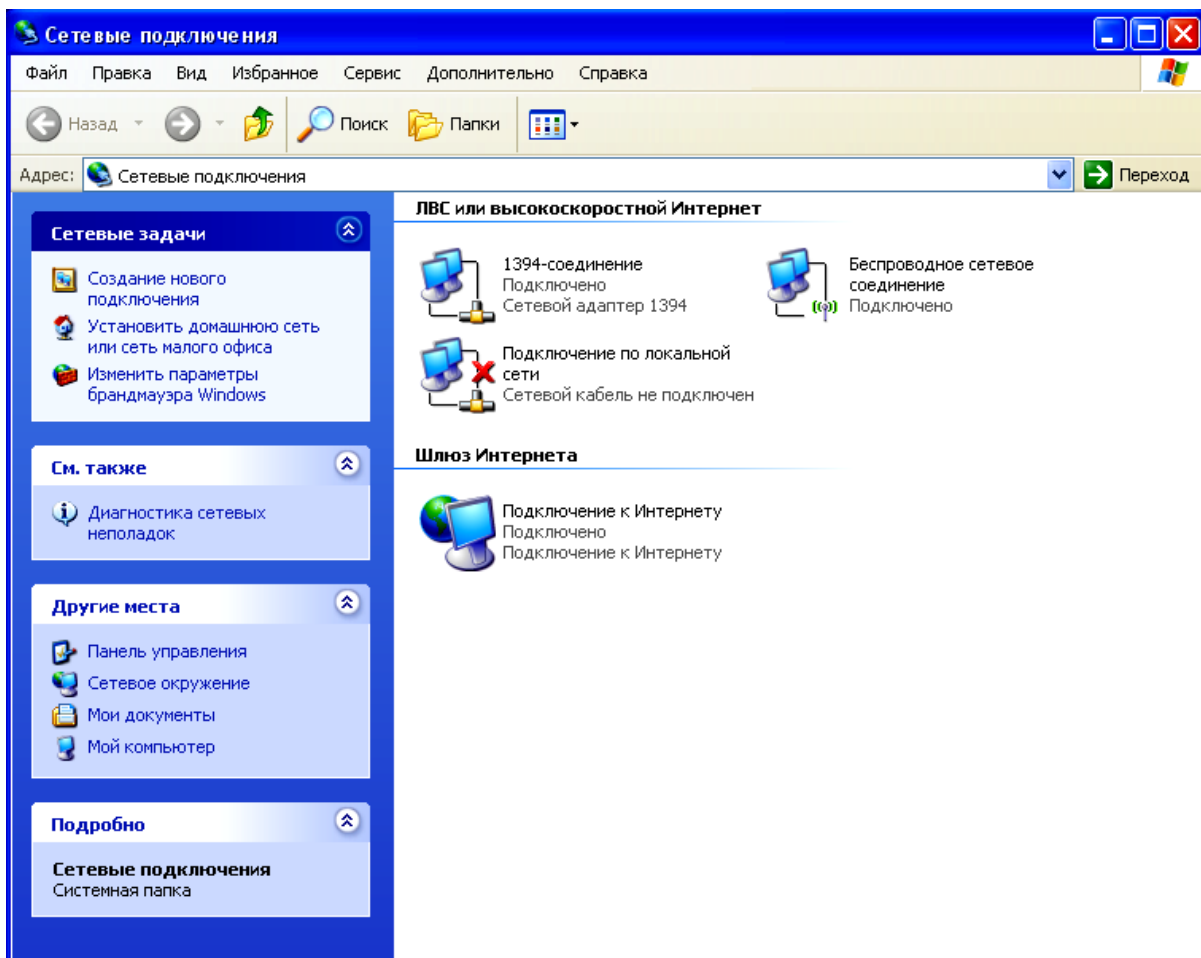 Сетевые подключения
Файл Правка Вид Избранное Сервис Дополнительно Справка
Назад Поиск Папки
Адрес: Сетевые подключения Переход
Сетевые задачи
Создание нового
подключения
Установить домашнюю сеть
или сеть малого офиса
Изменить параметры
брандмауэра Windows
См. также
Диагностика сетевых
неполадок
Другие места
Панель управления
Сетевое окружение
Мои документы
Мой компьютер
Подробно
Сетевые подключения
Системная папка
ЛВС или высокоскоростной Интернет
1394-соединение
Подключено
Сетевой адаптер 1394
Беспроводное сетевое
соединение
Подключено
Подключение по локальной
сети
Сетевой кабель не подключен
Шлюз Интернета
Подключение к Интернету
Подключено
Подключение к Интернету